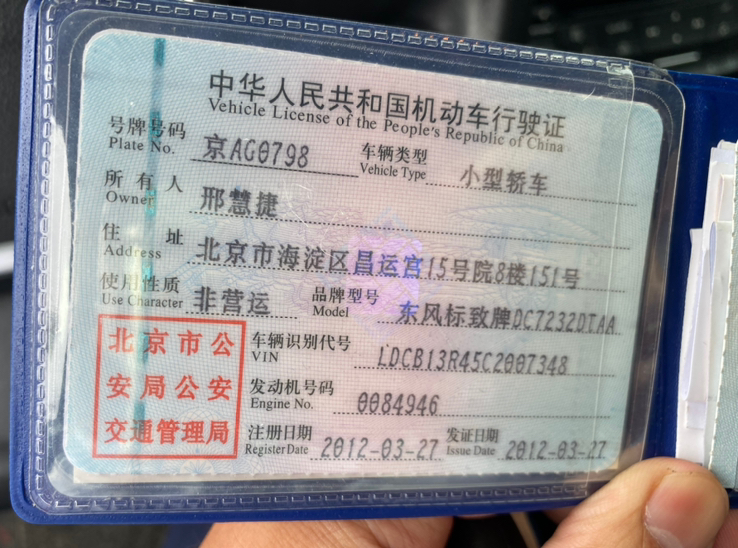 中华人民共和国机动车行驶证
Vehicle License of the People's Republic of China
号牌号码 京AG0798 车辆类型 小型轿车
Plate No. Vehicle Type
所有人 邢慧捷
Owner
住址 北京市海淀区昌运宫15号院8楼151号
Address
使用性质 非营运 品牌型号 东风标致牌DC7232DTAA
Use Character Model
北京市公
安局公安
交通管理局
车辆识别代号 LDCB13R45C2007348
VIN
发动机号码 0084946
Engine No.
注册日期 2012-03-27 发证日期 2012-03-27
Register Date Issue Date